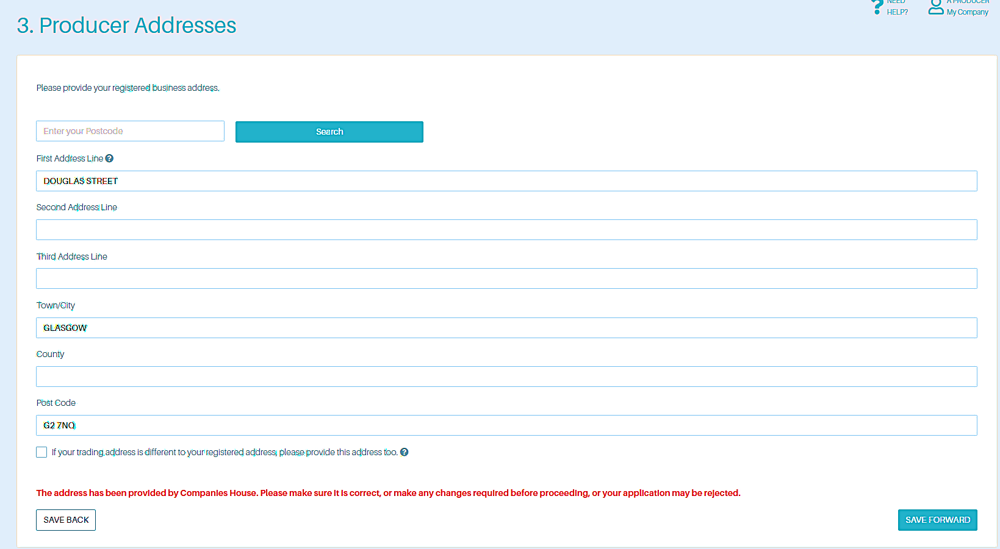 NEED
HELP?
A PRODUCER
My Company
3. Producer Addresses
Please provide your registered business address.
Enter your Postcode
Search
First Address Line
DOUGLAS STREET
Second Address Line
Third Address Line
Town/City
GLASGOW
County
Post Code
G2 7NQ
If your trading address is different to your registered address, please provide this address too.
The address has been provided by Companies House. Please make sure it is correct, or make any changes required before proceeding, or your application may be rejected.
SAVE BACK
SAVE FORWARD